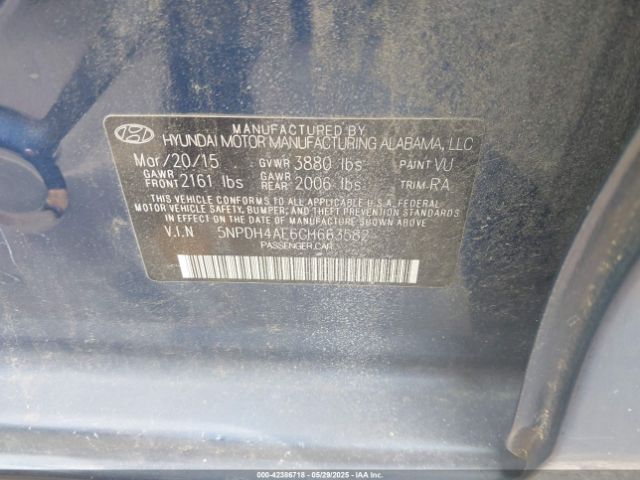 MANUFACTURED BY
HYUNDAI MOTOR MANUFACTURING ALABAMA, LLC
Mar/20/15 GVWR 3880 lbs PAINT VU
GAWR FRONT 2161 lbs GAWR REAR 2006 lbs TRIM RA
THIS VEHICLE CONFORMS TO ALL APPLICABLE U.S.A. FEDERAL
MOTOR VEHICLE SAFETY, BUMPER, AND THEFT PREVENTION STANDARDS
IN EFFECT ON THE DATE OF MANUFACTURE SHOWN ABOVE.
V.I.N 5NPDH4AE6CH663582
PASSENGER CAR
000-42386718 05/29/2025 IAAI.COM